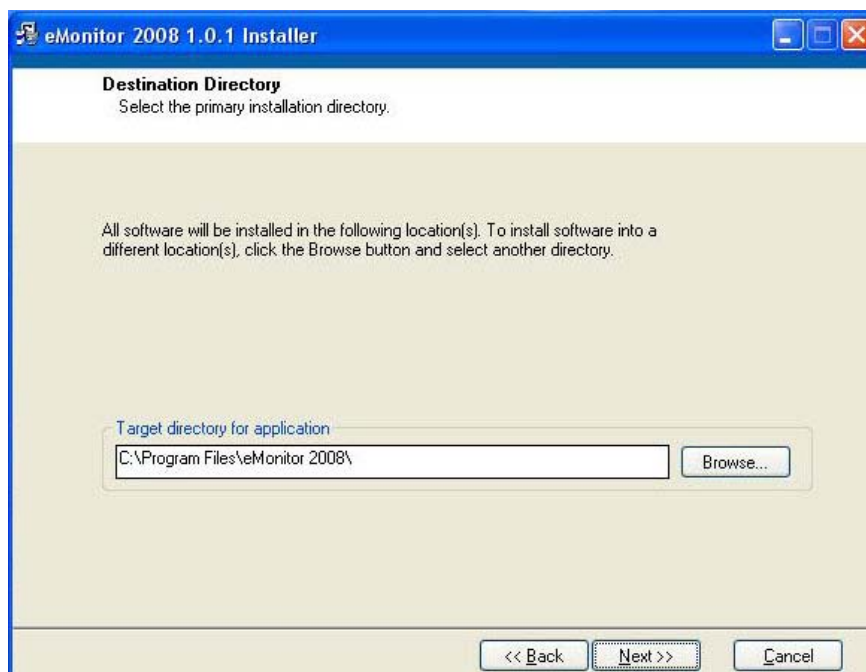 eMonitor 2008 1.0.1 Installer
Destination Directory
Select the primary installation directory.
All software will be installed in the following location(s). To install software into a
different location(s), click the Browse button and select another directory.
Target directory for application
C:\Program Files\eMonitor 2008\
Browse...
<< Back
Next >>
Cancel